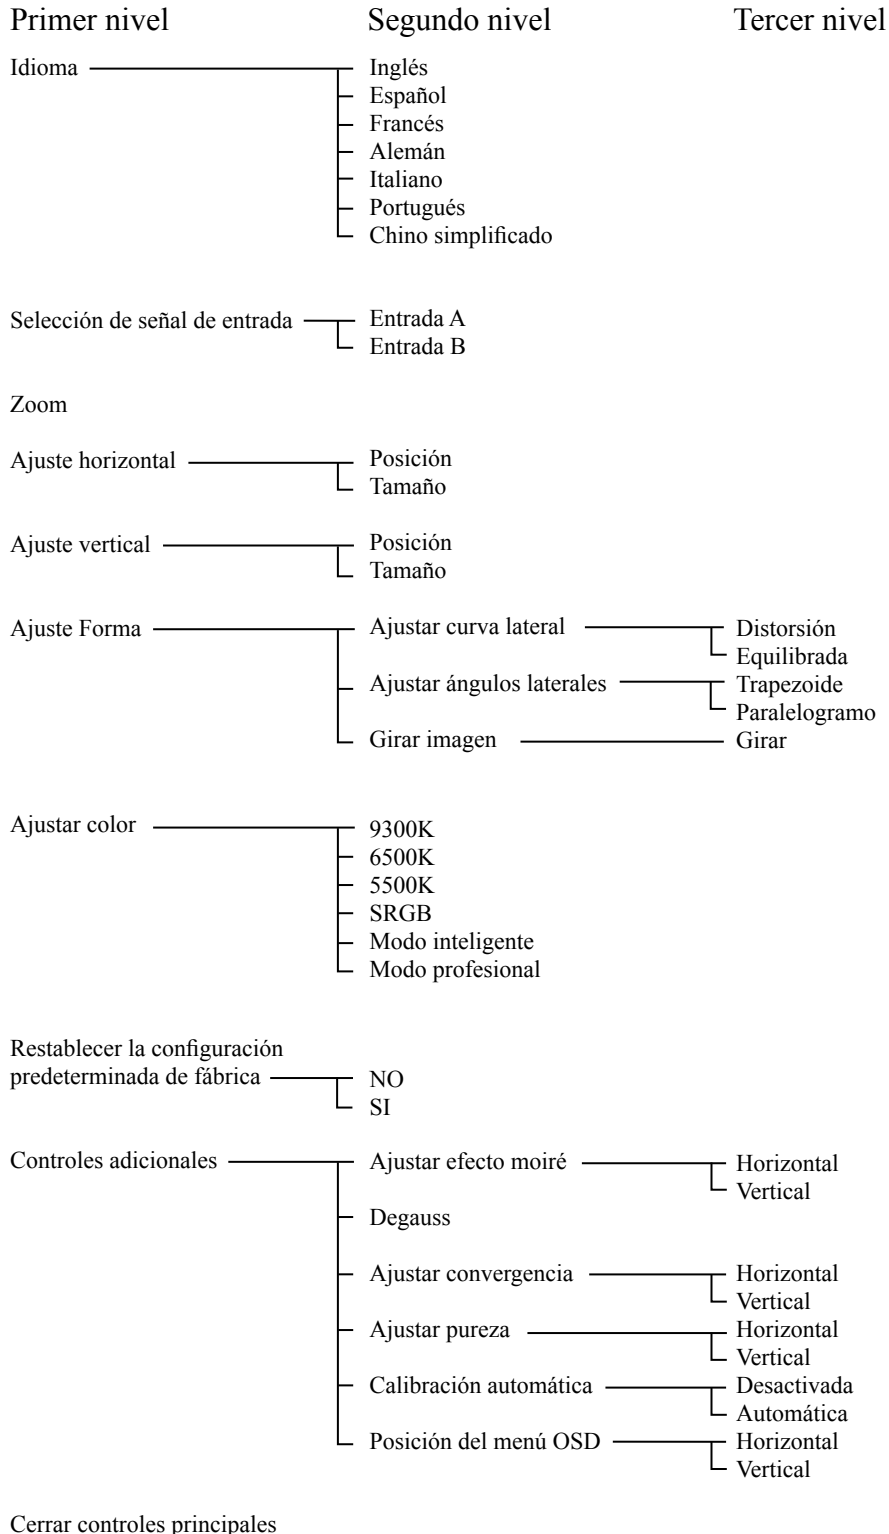 Primer nivel Segundo nivel Tercer nivel
Idioma Inglés
Español
Francés
Alemán
Italiano
Portugués
Chino simplificado
Selección de señal de entrada Entrada A
Entrada B
Zoom
Ajuste horizontal Posición
Tamaño
Ajuste vertical Posición
Tamaño
Ajuste Forma Ajustar curva lateral Distorsión
Equilibrada
Ajustar ángulos laterales Trapezoide
Paralelogramo
Girar imagen Girar
Ajustar color 9300K
6500K
5500K
SRGB
Modo inteligente
Modo profesional
Restablecer la configuración
predeterminada de fábrica NO
SI
Controles adicionales Ajustar efecto moiré Horizontal
Vertical
Degauss
Ajustar convergencia Horizontal
Vertical
Ajustar pureza Horizontal
Vertical
Calibración automática Desactivada
Automática
Posición del menú OSD Horizontal
Vertical
Cerrar controles principales